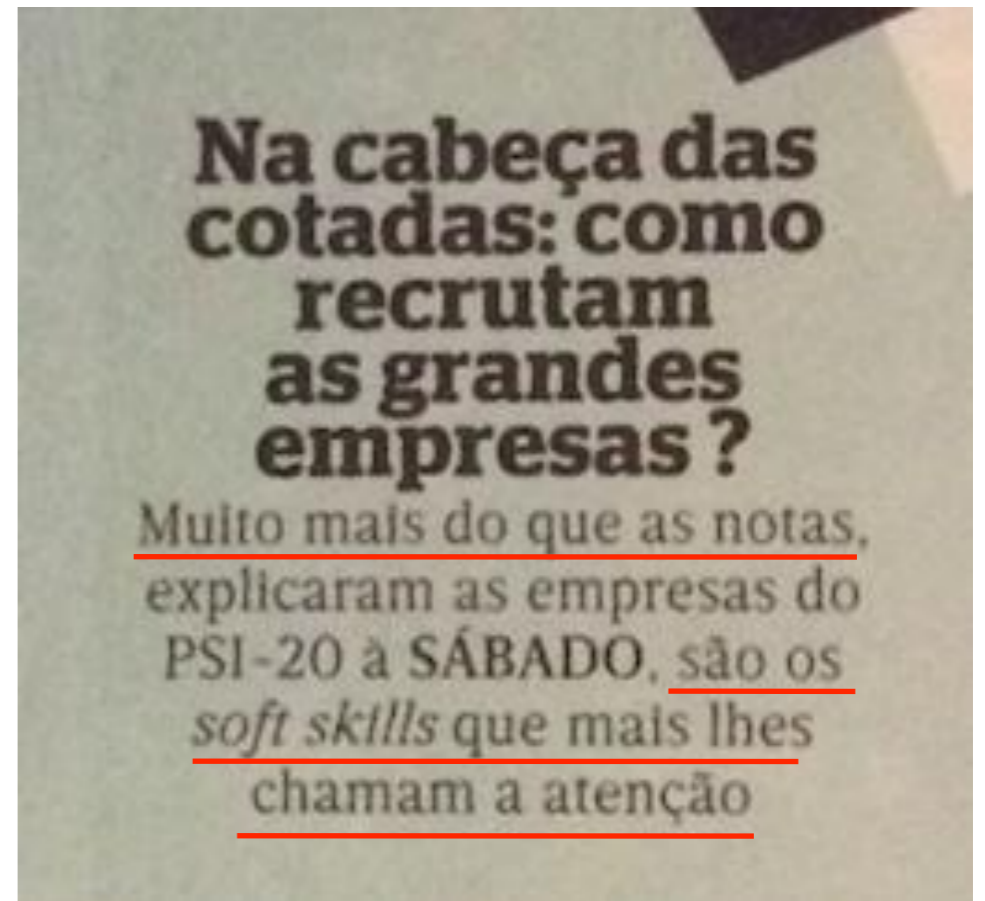 Na cabeça das
cotadas: como
recrutam
as grandes
empresas ?
Muito mais do que as notas,
explicaram as empresas do
PSI-20 à SÁBADO, são os
soft skills que mais lhes
chamam a atenção